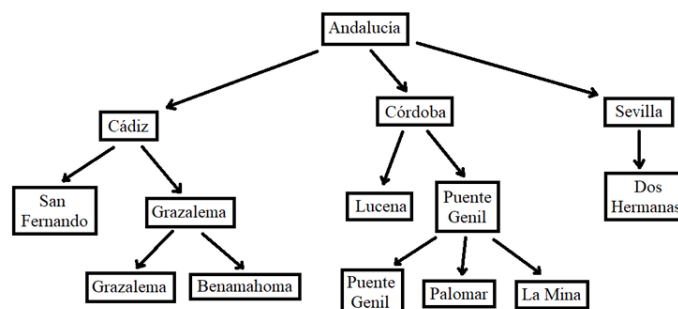 Andalucía
Cádiz
Córdoba
Sevilla
San
Fernando
Grazalema
Lucena
Puente
Genil
Dos
Hermanas
Grazalema
Benamahoma
Puente
Genil
Palomar
La Mina